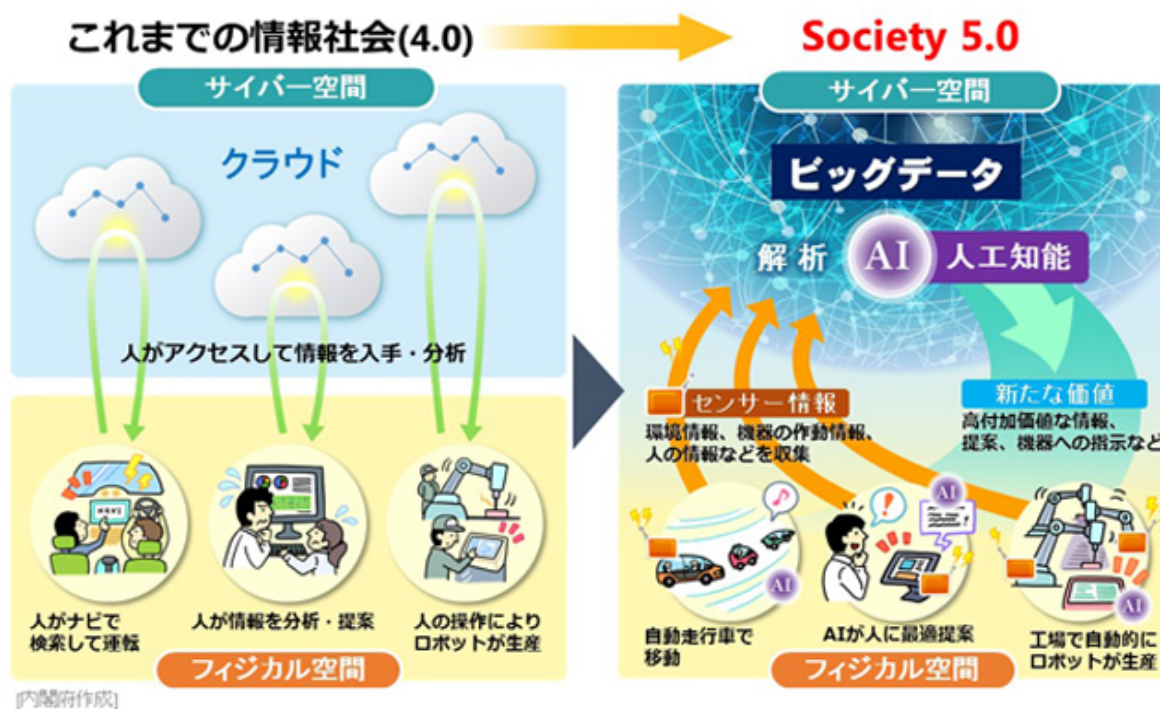 これまでの情報社会(4.0)
Society 5.0
サイバー空間
クラウド
人がアクセスして情報を入手・分析
人がナビで
検索して運転
人が情報を分析・提案
人の操作により
ロボットが生産
フィジカル空間
サイバー空間
ビッグデータ
解析
AI
人工知能
センサー情報
環境情報、機器の作動情報、
人の情報などを収集
新たな価値
高付加価値な情報、
提案、機器への指示など
AI
AI
AI
自動走行車で
移動
AIが人に最適提案
工場で自動的に
ロボットが生産
フィジカル空間
[内閣府作成]